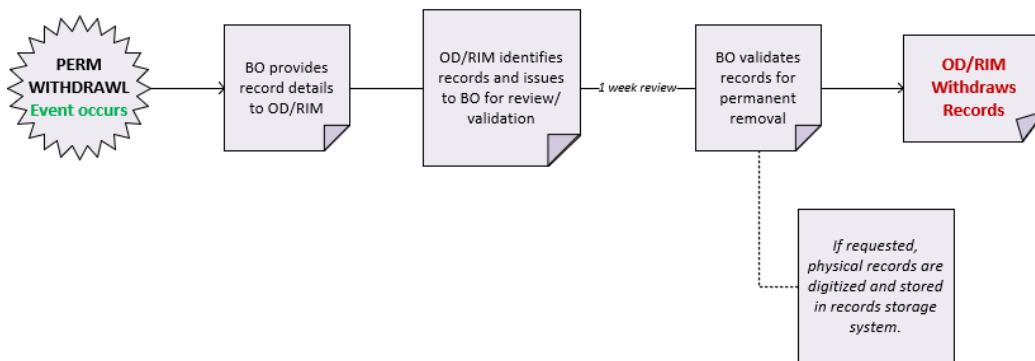 PERM
WITHDRAWL
Event occurs
BO provides
record details
to OD/RIM
OD/RIM identifies
records and issues
to BO for review/
validation
1 week review
BO validates
records for
permanent
removal
OD/RIM
Withdraws
Records
If requested,
physical records are
digitized and stored
in records storage
system.